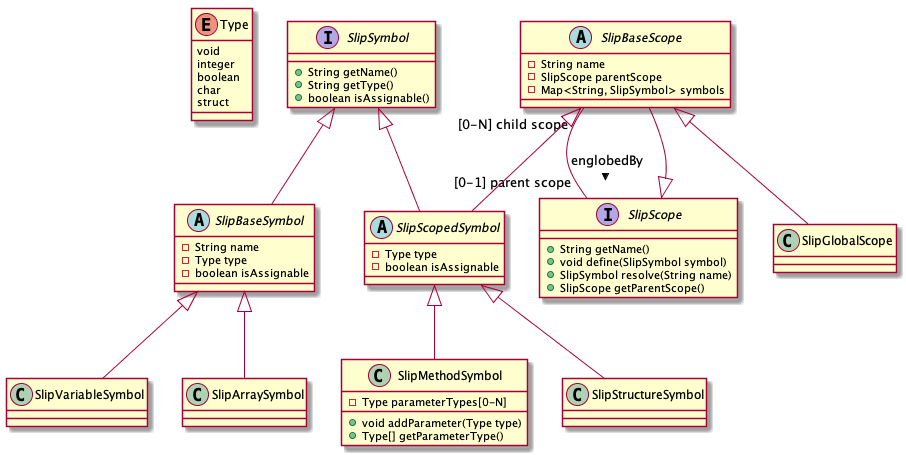 E Type
void
integer
boolean
char
struct
I SlipSymbol
String getName()
String getType()
boolean isAssignable()
A SlipBaseScope
String name
SlipScope parentScope
Map<String, SlipSymbol> symbols
[0-N] child scope
englobedBy
[0-1] parent scope
A SlipBaseSymbol
String name
Type type
boolean isAssignable
A SlipScopedSymbol
Type type
boolean isAssignable
I SlipScope
String getName()
void define(SlipSymbol symbol)
SlipSymbol resolve(String name)
SlipScope getParentScope()
C SlipGlobalScope
C SlipVariableSymbol
C SlipArraySymbol
C SlipMethodSymbol
Type parameterTypes[0-N]
void addParameter(Type type)
Type[] getParameterType()
C SlipStructureSymbol